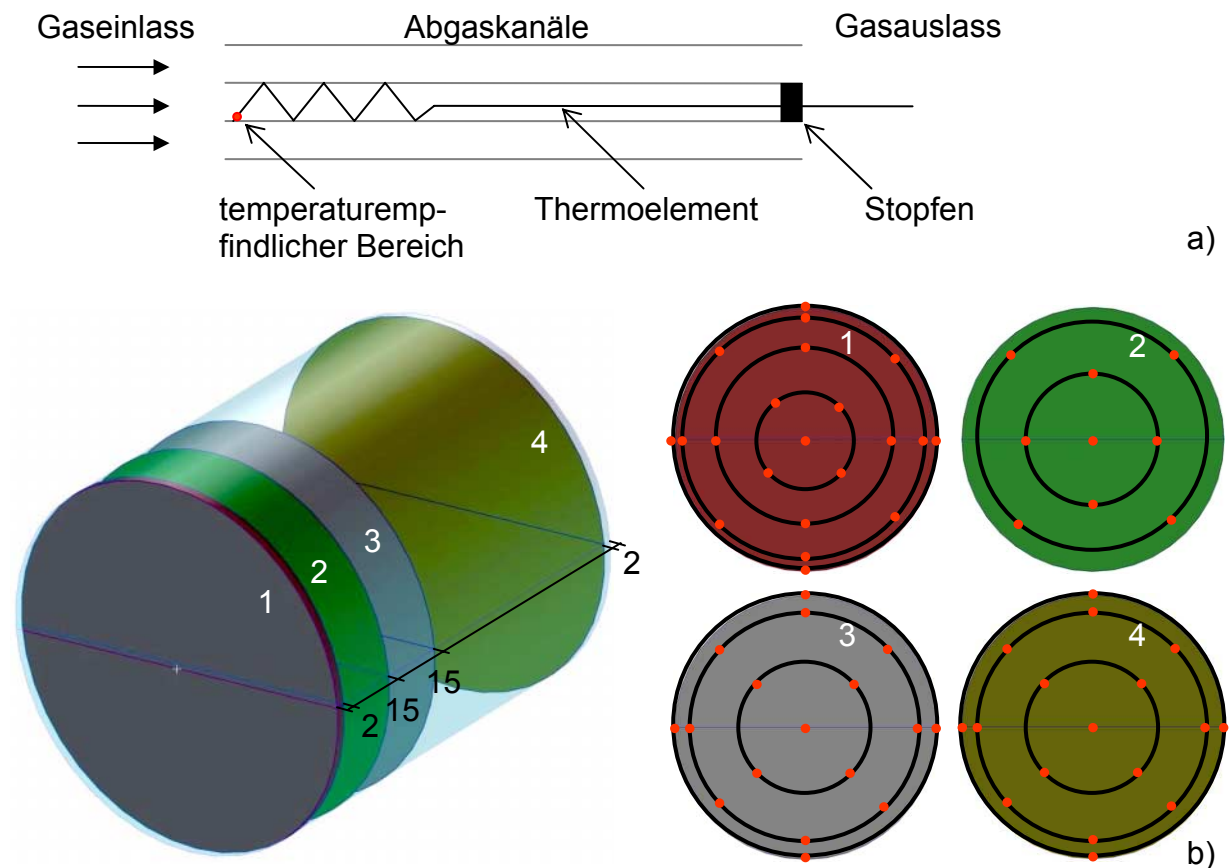 Gaseinlass Abgaskanäle Gasauslass
temperaturemp-
findlicher Bereich
Thermoelement
Stopfen
a)
1
2
3
4
2
15
15
2
1
2
3
4
b)